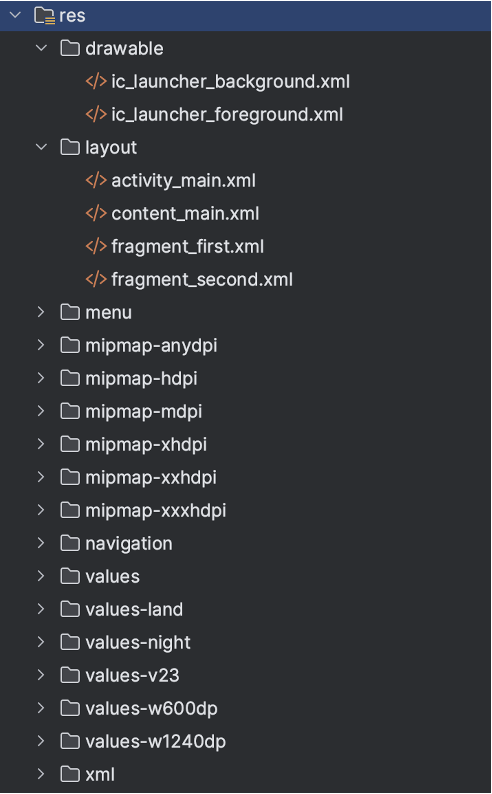 res
drawable
ic_launcher_background.xml
ic_launcher_foreground.xml
layout
activity_main.xml
content_main.xml
fragment_first.xml
fragment_second.xml
menu
mipmap-anydpi
mipmap-hdpi
mipmap-mdpi
mipmap-xhdpi
mipmap-xxhdpi
mipmap-xxxhdpi
navigation
values
values-land
values-night
values-v23
values-w600dp
values-w1240dp
xml